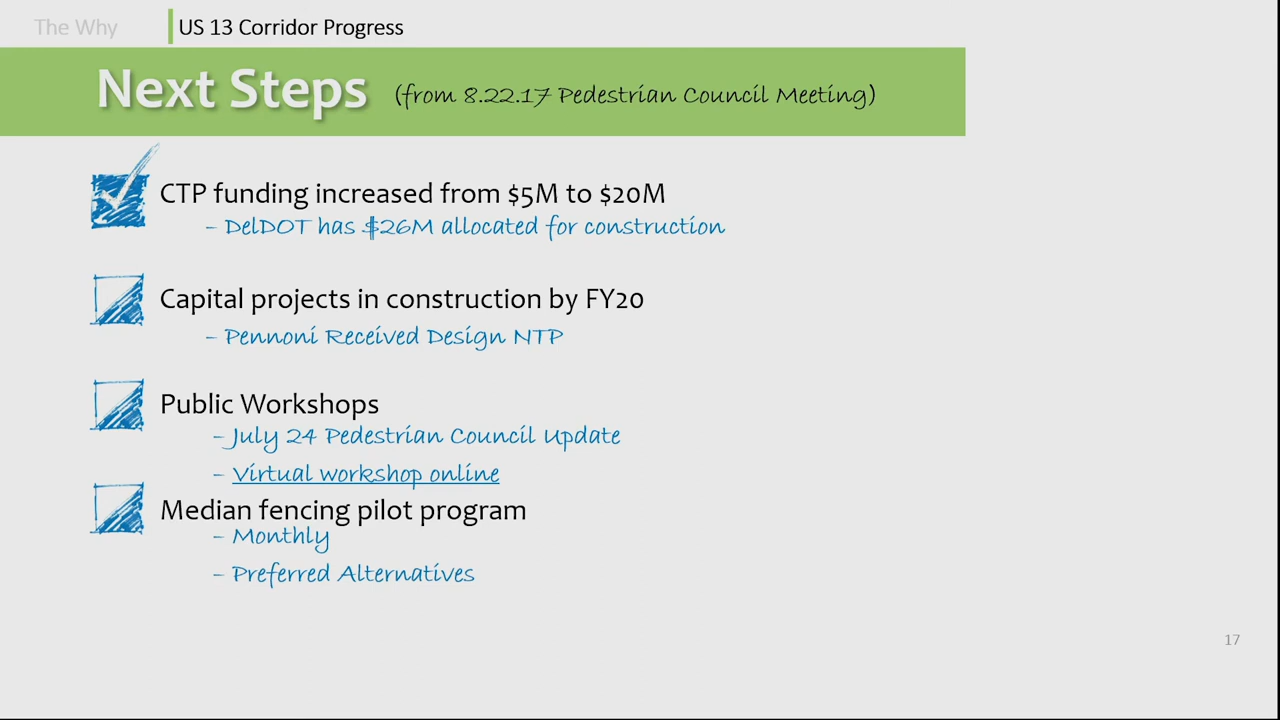 The Why
US 13 Corridor Progress
Next Steps (from 8.22.17 Pedestrian Council Meeting)
CTP funding increased from $5M to $20M
– DelDOT has $26M allocated for construction
Capital projects in construction by FY20
– Pennoni Received Design NTP
Public Workshops
– July 24 Pedestrian Council Update
– Virtual workshop online
Median fencing pilot program
– Monthly
– Preferred Alternatives
17